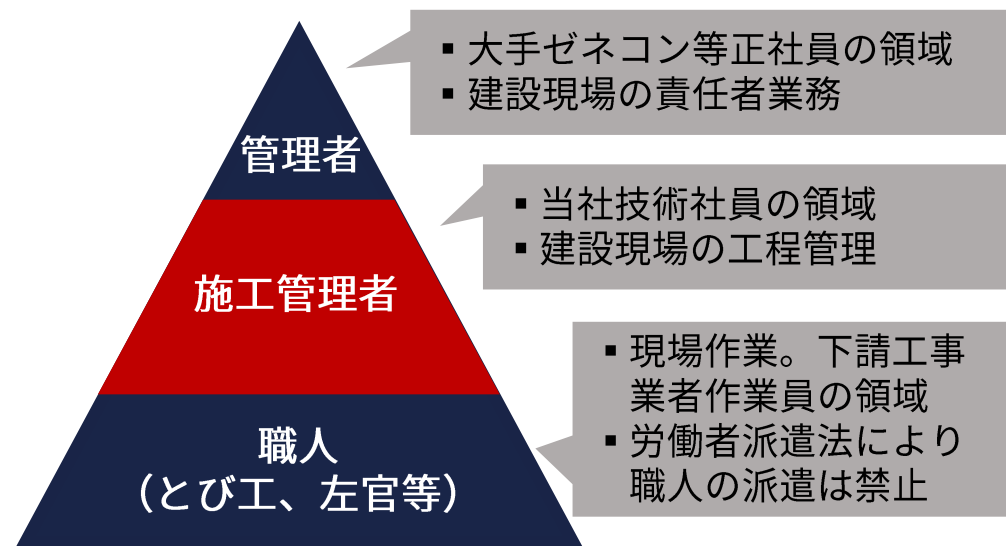 管理者
▪ 大手ゼネコン等正社員の領域
▪ 建設現場の責任者業務
施工管理者
▪ 当社技術社員の領域
▪ 建設現場の工程管理
職人
（とび工、左官等）
▪ 現場作業。下請工事
業者作業員の領域
▪ 労働者派遣法により
職人の派遣は禁止